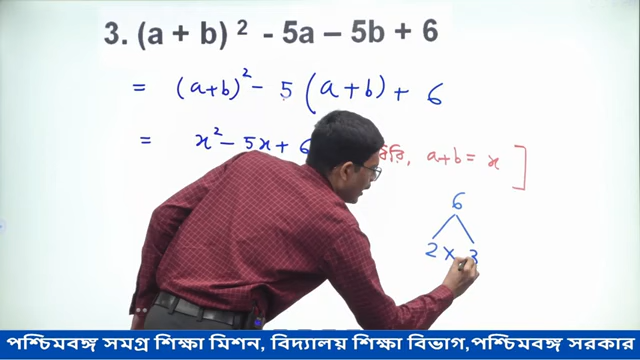 3. (a + b) ² - 5a – 5b + 6
= (a+b)² - 5 (a+b) + 6
= x² - 5x + 6
a+b = x ]
6
2 x 3
পশ্চিমবঙ্গ সমগ্র শিক্ষা মিশন, বিদ্যালয় শিক্ষা বিভাগ,পশ্চিমবঙ্গ সরকার